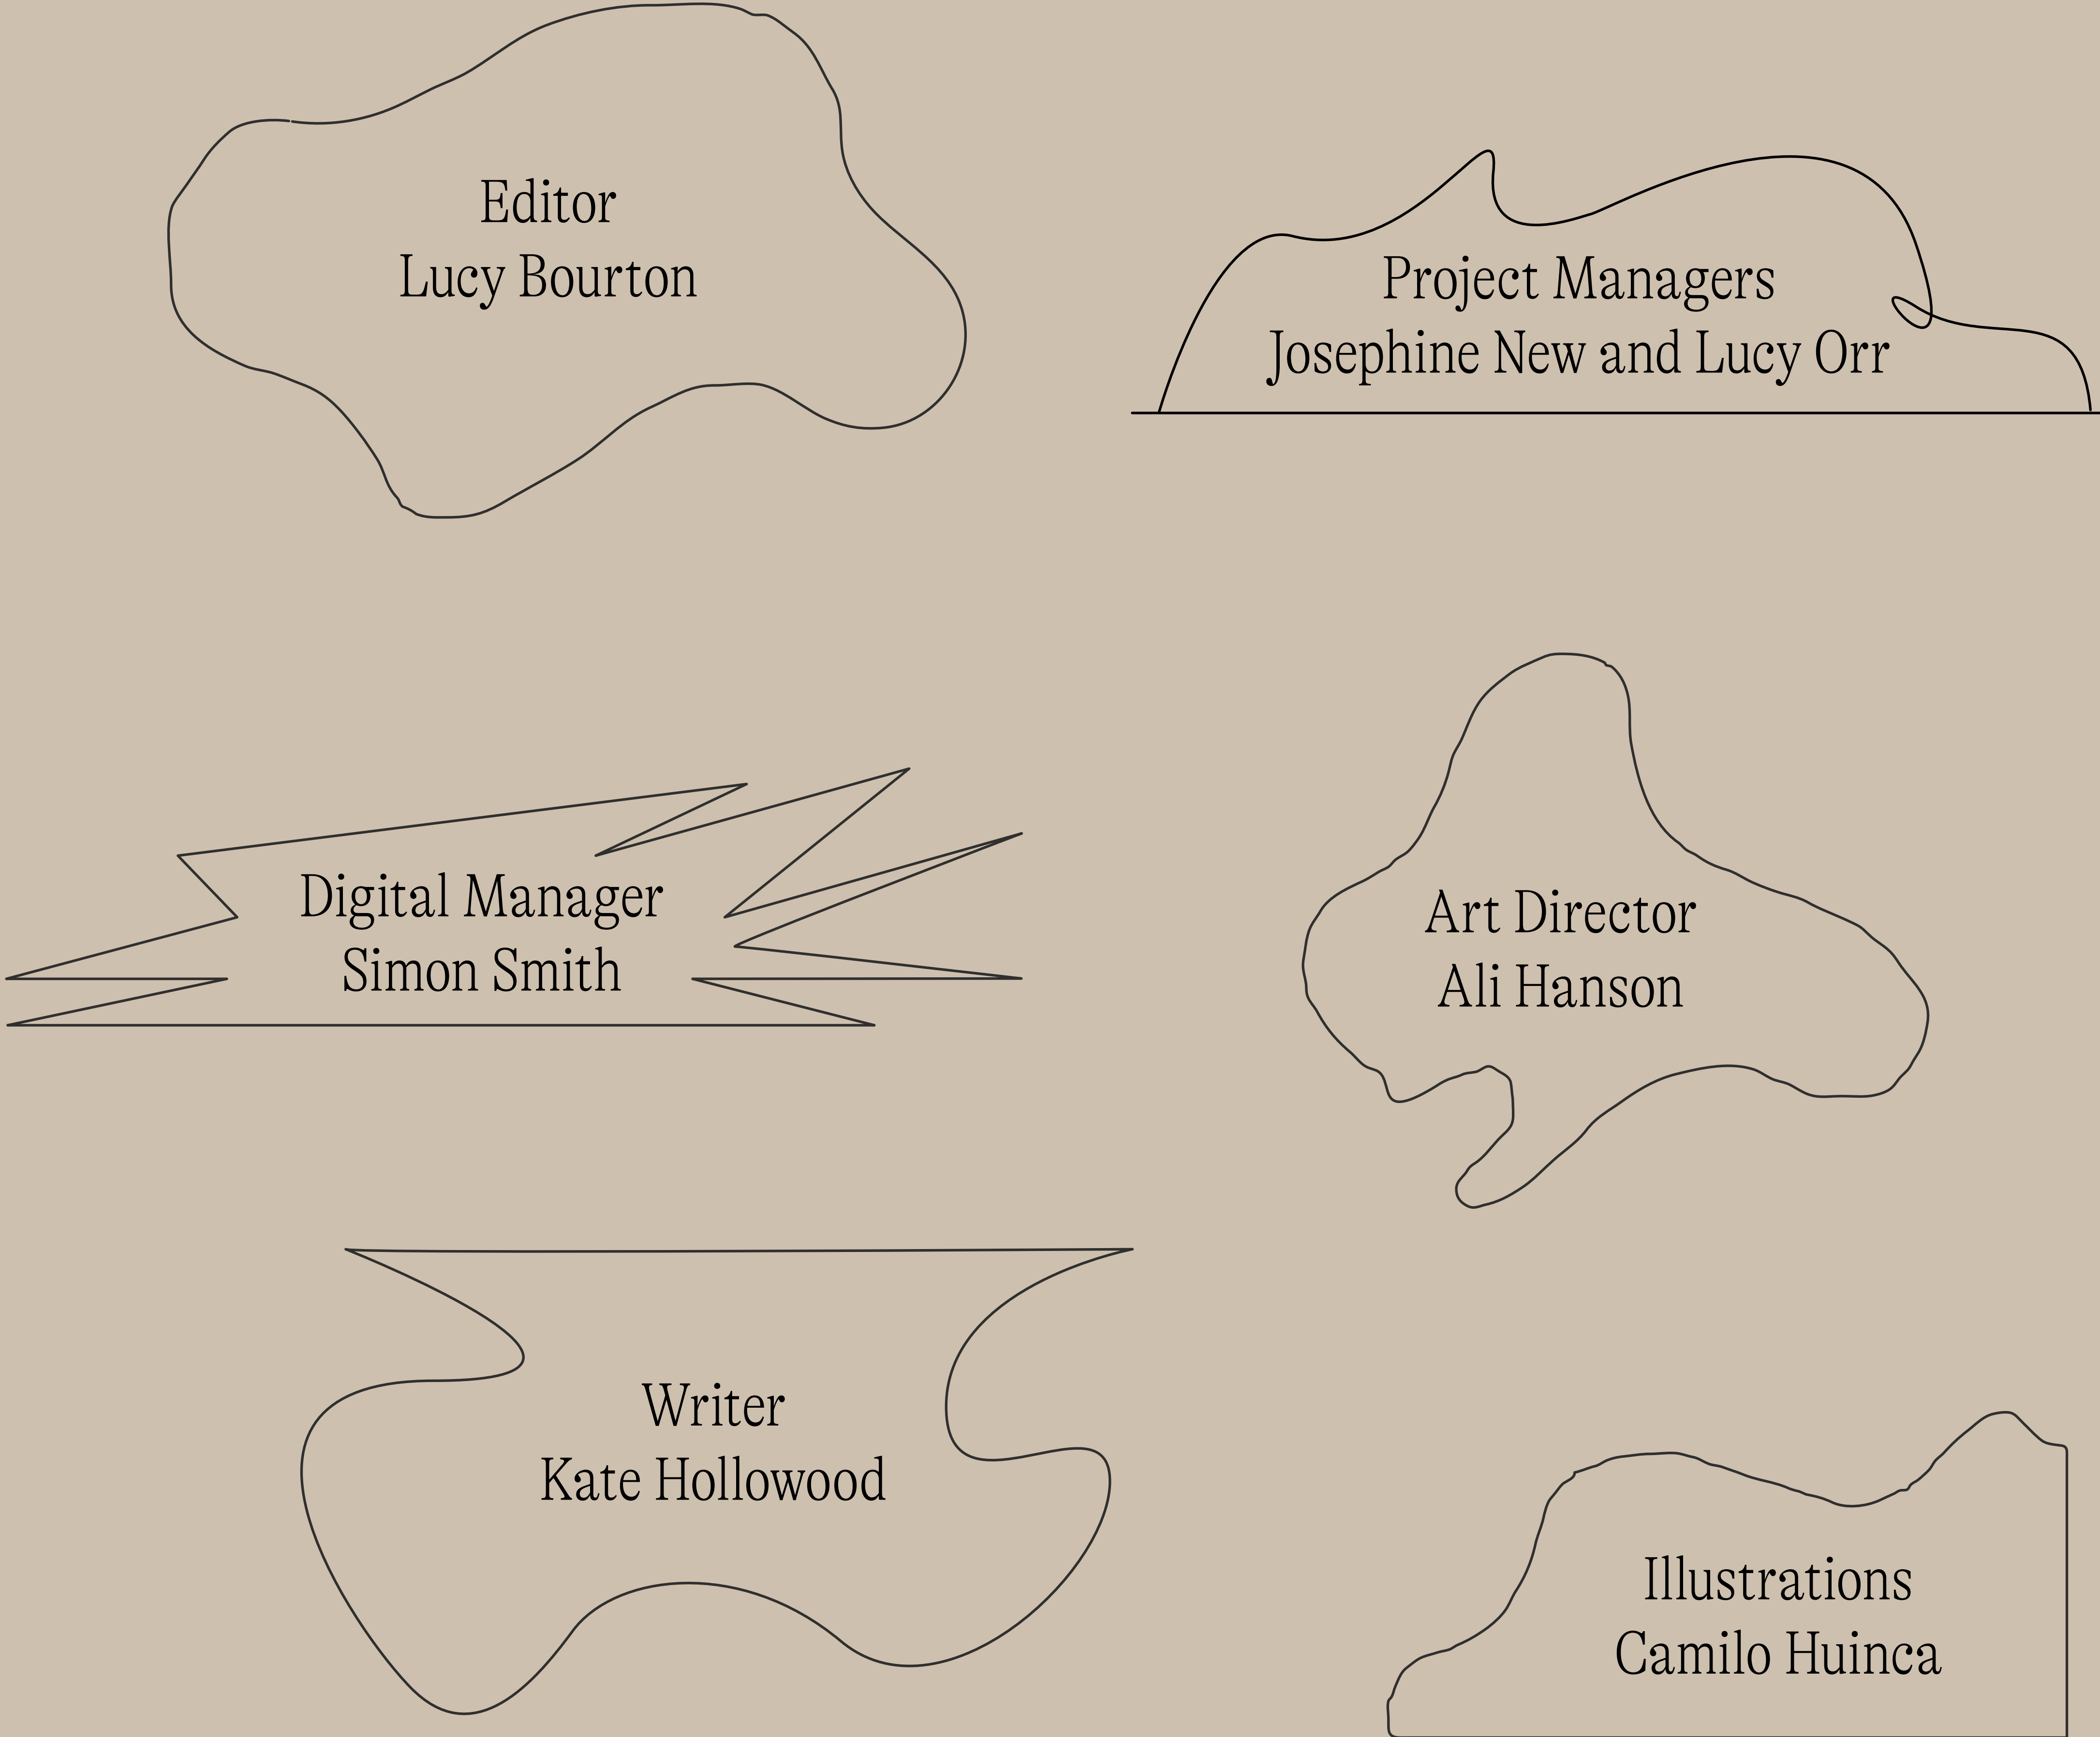 Editor
Lucy Bourton
Project Managers
Josephine New and Lucy Orr
Digital Manager
Simon Smith
Art Director
Ali Hanson
Writer
Kate Hollowood
Illustrations
Camilo Huinca